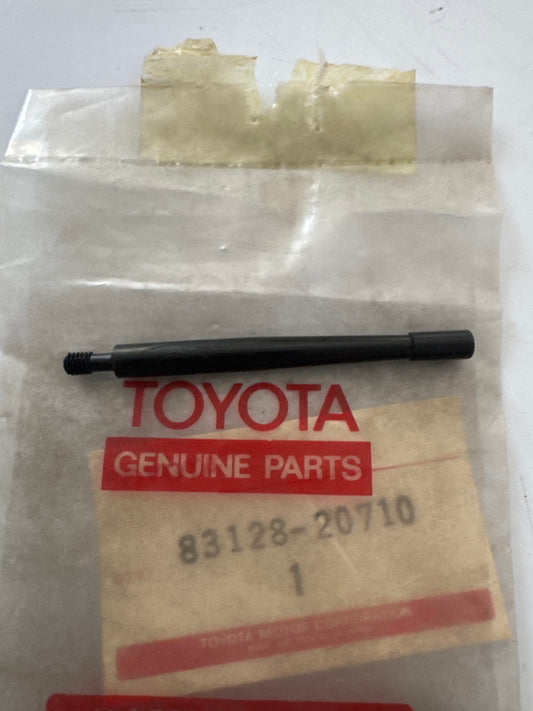 TOYOTA
GENUINE PARTS
83128-20710
1
TOYOTA MOTOR CORPORATION